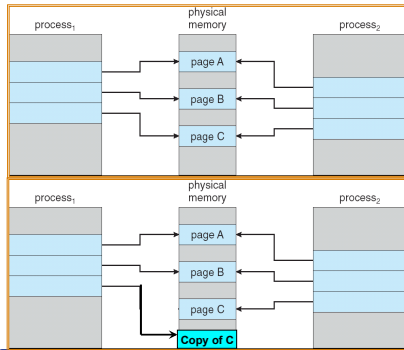 physical
process₁ memory process₂
page A
page B
page C
physical
process₁ memory process₂
page A
page B
page C
Copy of C